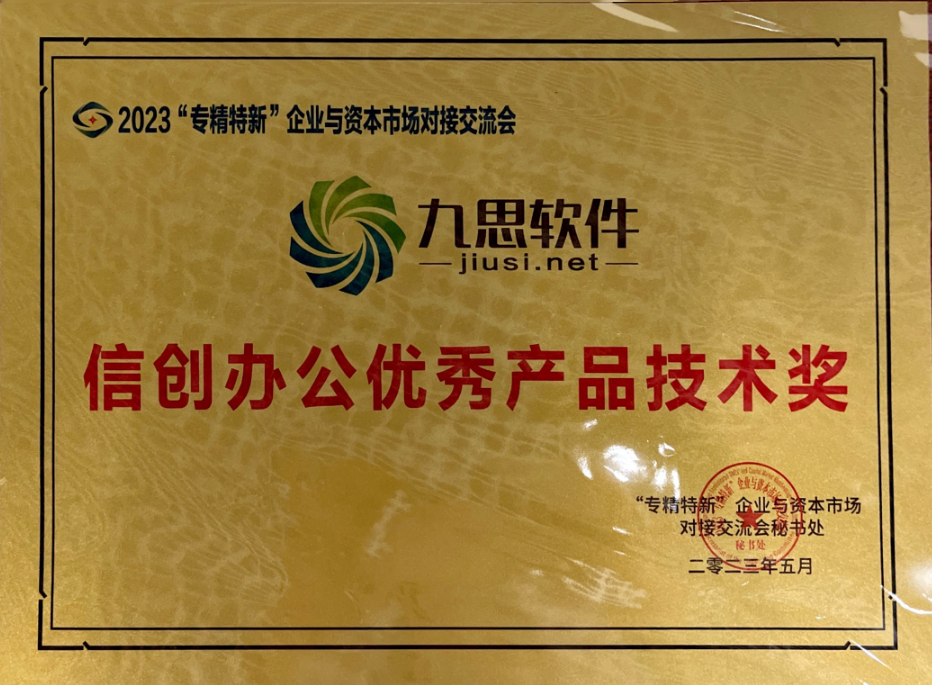 2023“专精特新”企业与资本市场对接交流会
九思软件
jiusi.net
信创办公优秀产品技术奖
“专精特新”企业与资本市场
对接交流会秘书处
秘书处
二零二三年五月